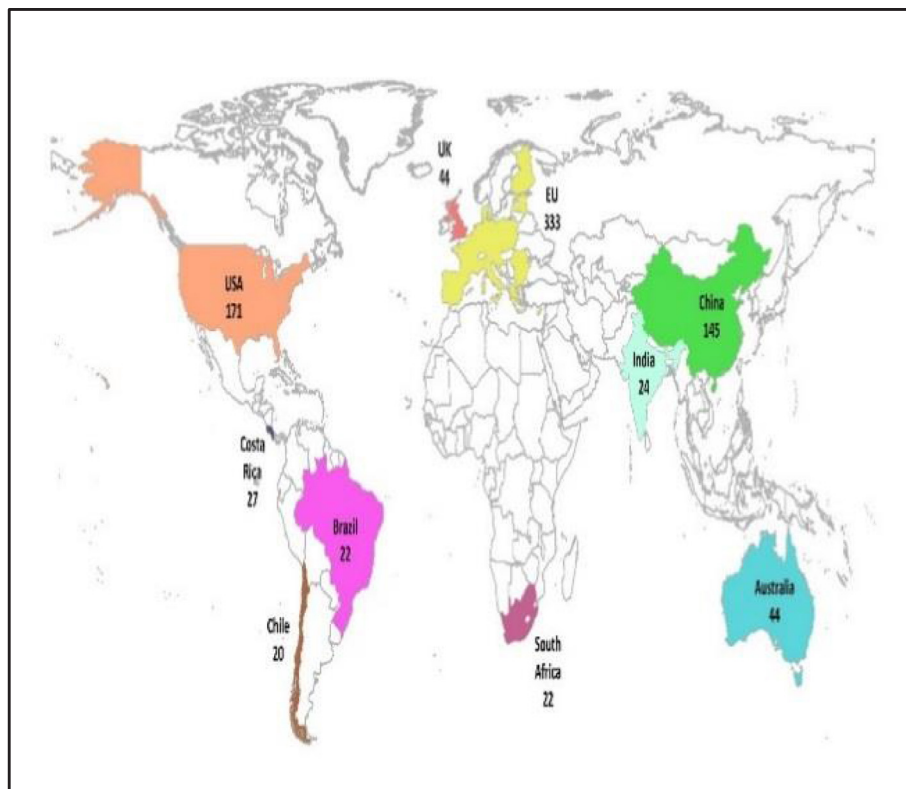 UK
44
EU
333
USA
171
China
145
India
24
Costa
Rica
27
Brazil
22
Australia
44
Chile
20
South
Africa
22